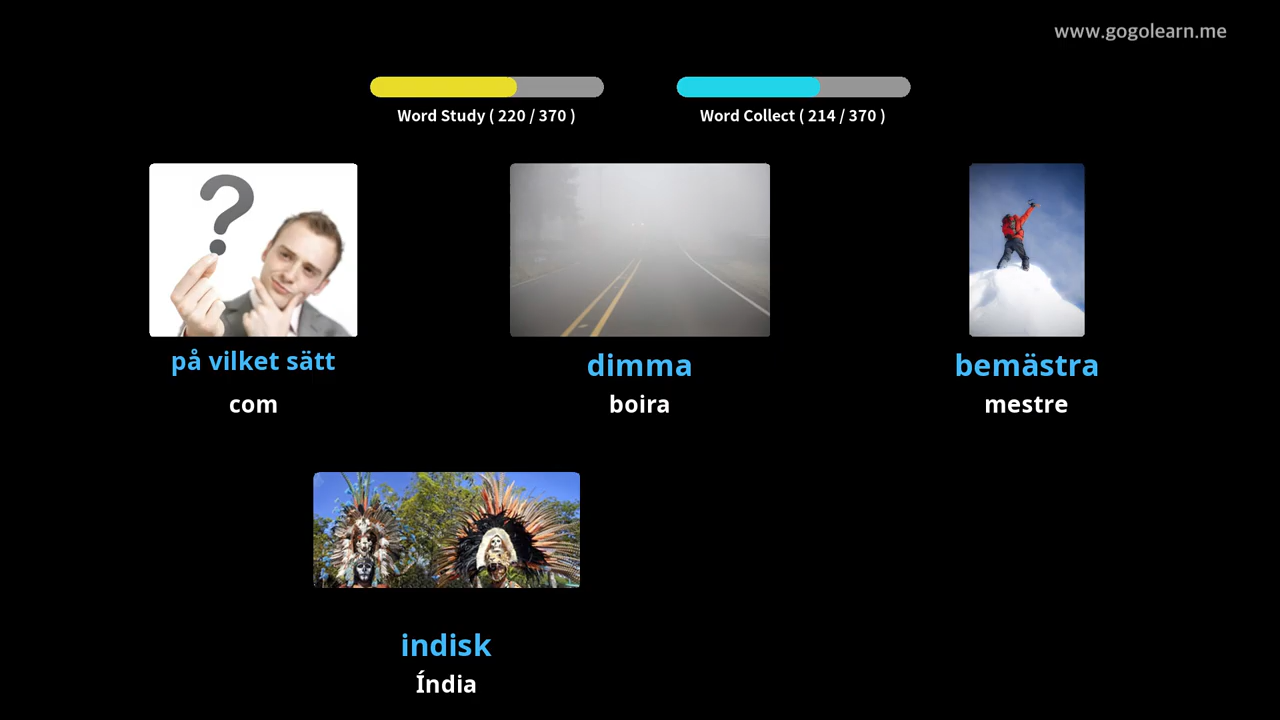 www.gogolearn.me
Word Study ( 220 / 370 )
Word Collect ( 214 / 370 )
på vilket sätt
com
dimma
boira
bemästra
mestre
indisk
Índia